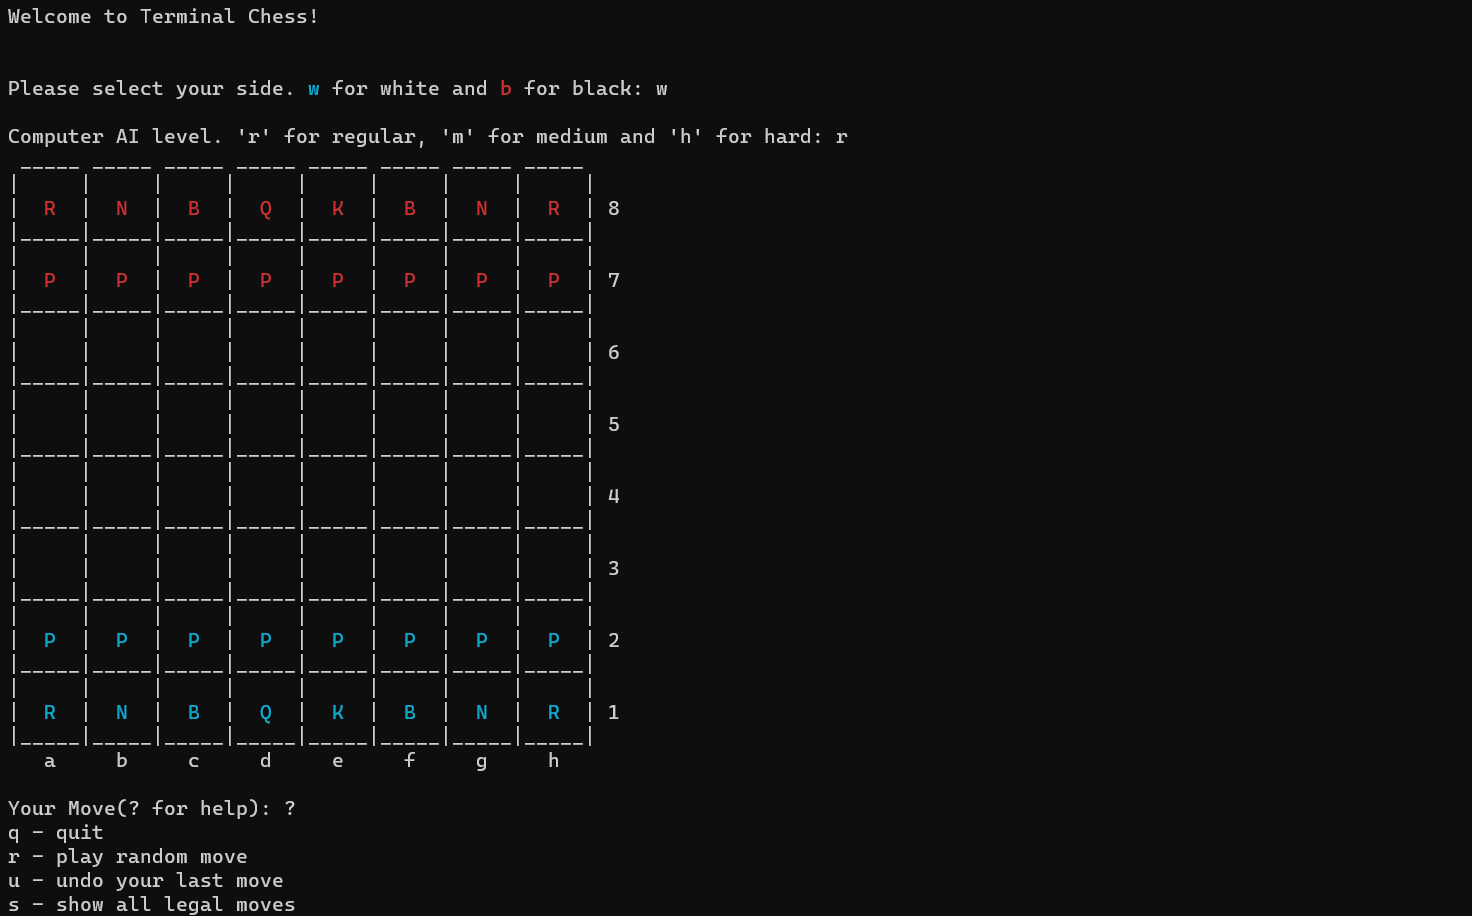 Welcome to Terminal Chess!
Please select your side. w for white and b for black: w
Computer AI level. 'r' for regular, 'm' for medium and 'h' for hard: r
R N B Q K B N R 8
P P P P P P P P 7
6
5
4
3
P P P P P P P P 2
R N B Q K B N R 1
a b c d e f g h
Your Move(? for help): ?
q - quit
r - play random move
u - undo your last move
s - show all legal moves